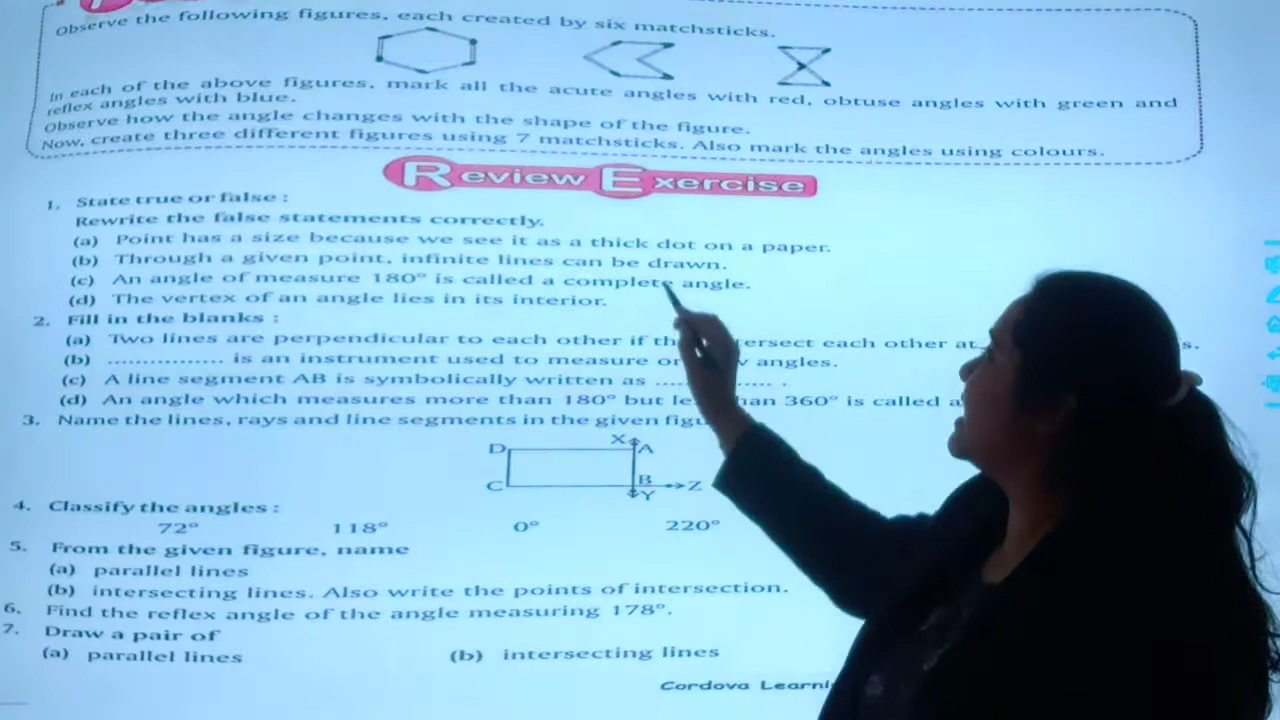 Observe the following figures, each created by six matchsticks.
In each of the above figures, mark all the acute angles with red, obtuse angles with green and
reflex angles with blue.
Observe how the angle changes with the shape of the figure.
Now, create three different figures using 7 matchsticks. Also mark the angles using colours.
Review Exercise
1. State true or false :
Rewrite the false statements correctly.
(a) Point has a size because we see it as a thick dot on a paper.
(b) Through a given point, infinite lines can be drawn.
(c) An angle of measure 180° is called a complete angle.
(d) The vertex of an angle lies in its interior.
2. Fill in the blanks :
(a) Two lines are perpendicular to each other if ersect each other at s.
(b) ................ is an instrument used to measure or angles.
(c) A line segment AB is symbolically written as .... .... .
(d) An angle which measures more than 180° but le han 360° is called a
3. Name the lines, rays and line segments in the given figu
D X A
C B Y Z
4. Classify the angles :
72° 118° 0° 220°
5. From the given figure, name
(a) parallel lines
(b) intersecting lines. Also write the points of intersection.
6. Find the reflex angle of the angle measuring 178°.
7. Draw a pair of
(a) parallel lines (b) intersecting lines
Cordova Learni